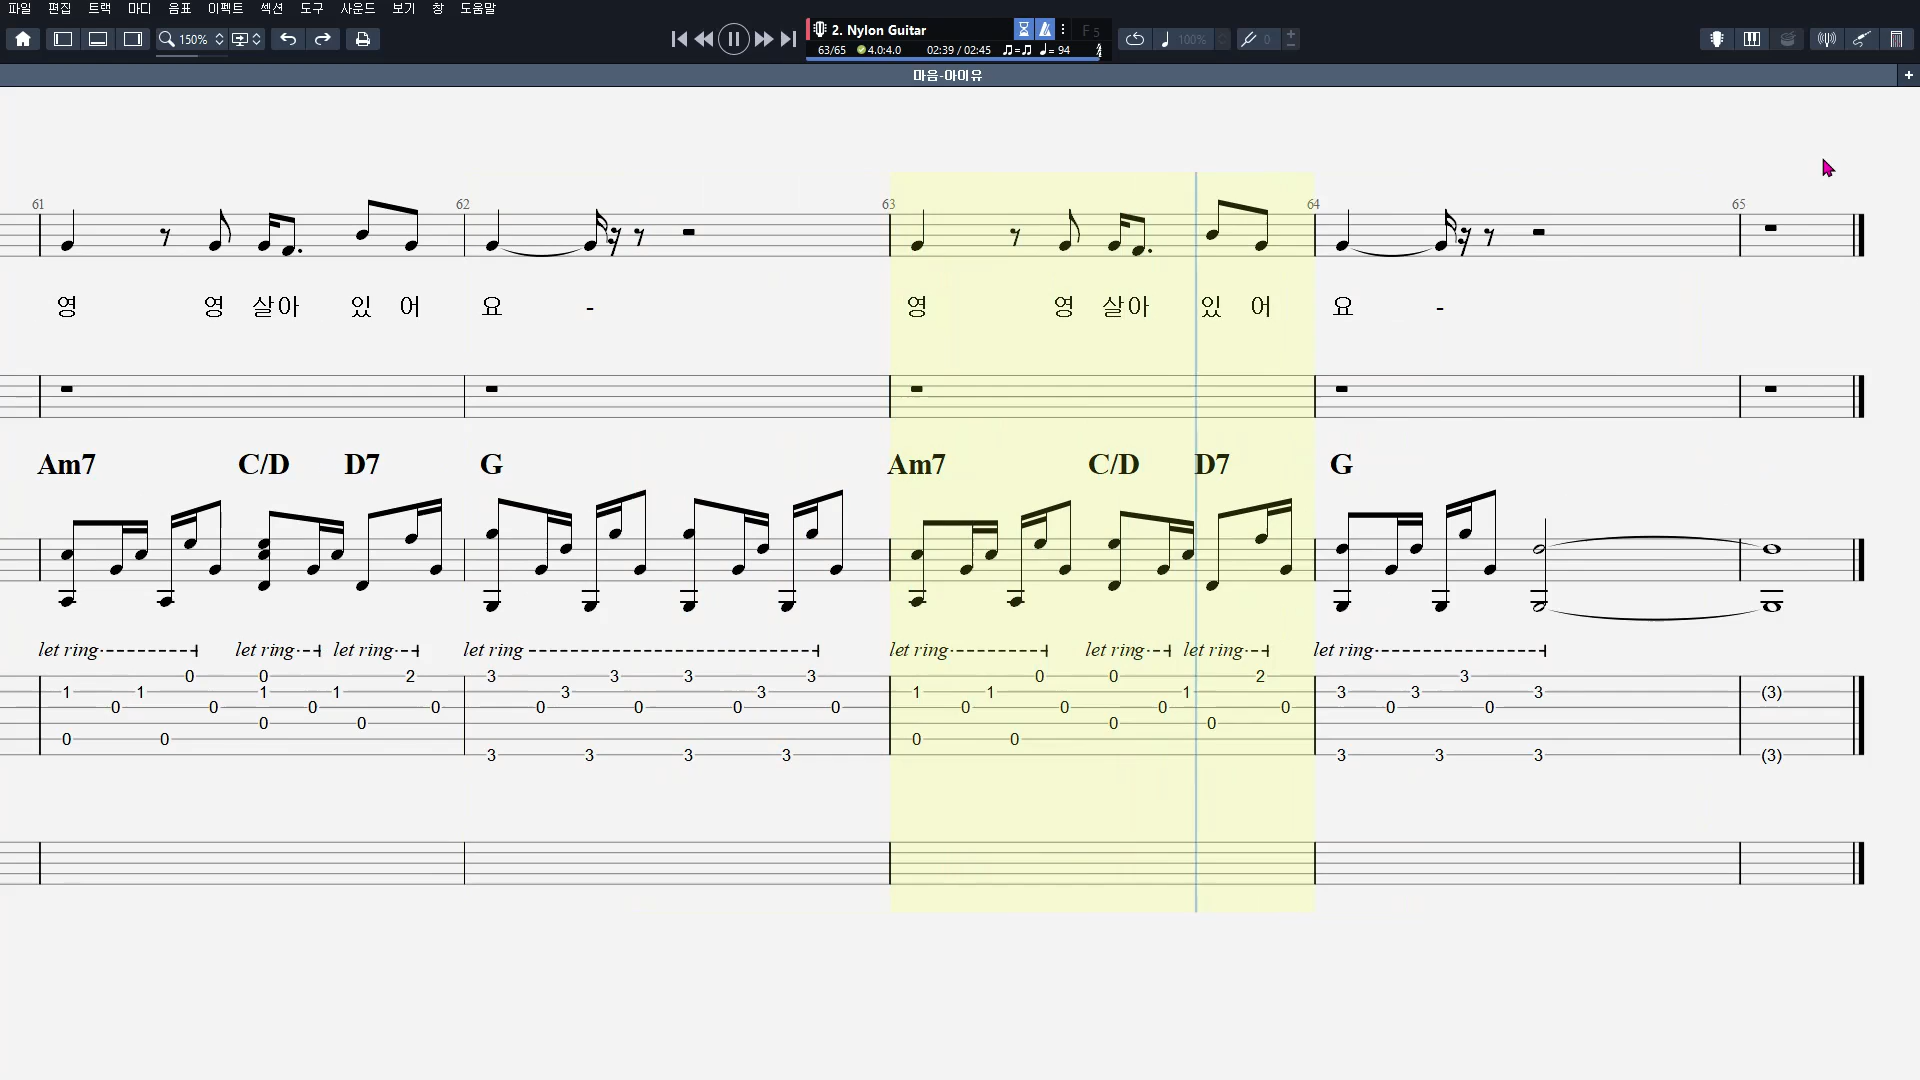 파일 편집 트랙 마디 음표 이펙트 섹션 도구 사운드 보기 창 도움말
150% 2. Nylon Guitar F 5 100% 0
63/65 4.0:4.0 02:39 / 02:45 = 94
마음-아이유 +
61 62 63 64 65
영 영 살아 있 어 요 - 영 영 살아 있 어 요 -
Am7 C/D D7 G Am7 C/D D7 G
let ring let ring let ring let ring let ring let ring let ring let ring
0 0 2 3 3 3 3 0 0 2 3
1 1 1 1 3 3 1 1 1 3 3 3 (3)
0 0 0 0 0 0 0 0 0 0 0 0 0 0
0 0 0 0
0 0 0 0
3 3 3 3 3 3 3 (3)